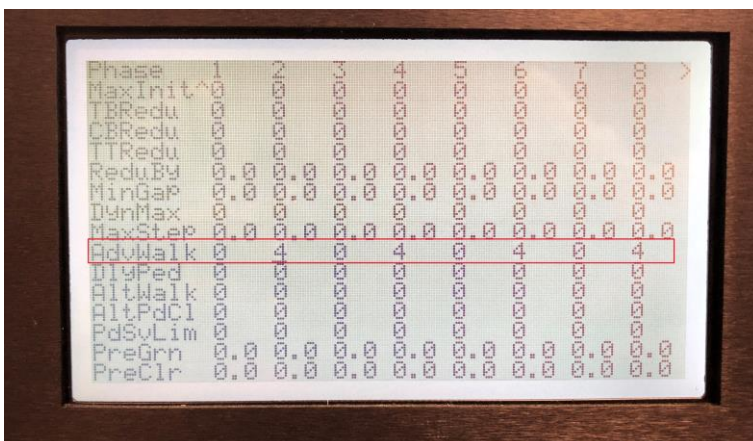 Phase 1 2 3 4 5 6 7 8 >
MaxInit^0 0 0 0 0 0 0 0
TBRedu 0 0 0 0 0 0 0 0
CBRedu 0 0 0 0 0 0 0 0
TTRedu 0 0 0 0 0 0 0 0
ReduBy 0.0 0.0 0.0 0.0 0.0 0.0 0.0 0.0
MinGap 0.0 0.0 0.0 0.0 0.0 0.0 0.0 0.0
DynMax 0 0 0 0 0 0 0 0
MaxStep 0.0 0.0 0.0 0.0 0.0 0.0 0.0 0.0
AdvWalk 0 4 0 4 0 4 0 4
DlyPed 0 0 0 0 0 0 0 0
AltWalk 0 0 0 0 0 0 0 0
AltPdCl 0 0 0 0 0 0 0 0
PdSvLim 0 0 0 0 0 0 0 0
PreGrn 0.0 0.0 0.0 0.0 0.0 0.0 0.0 0.0
PreClr 0.0 0.0 0.0 0.0 0.0 0.0 0.0 0.0